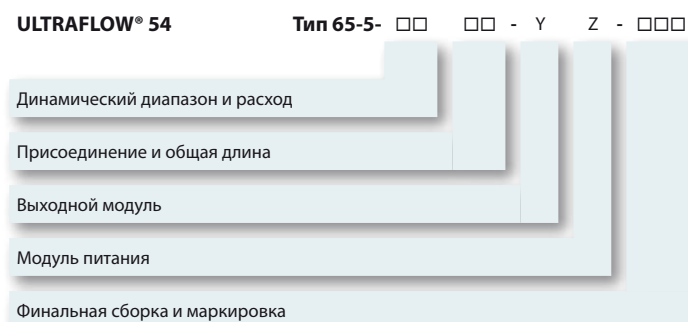 ULTRAFLOW® 54 Тип 65-5- □□ □□ - Y Z - □□□
Динамический диапазон и расход
Присоединение и общая длина
Выходной модуль
Модуль питания
Финальная сборка и маркировка